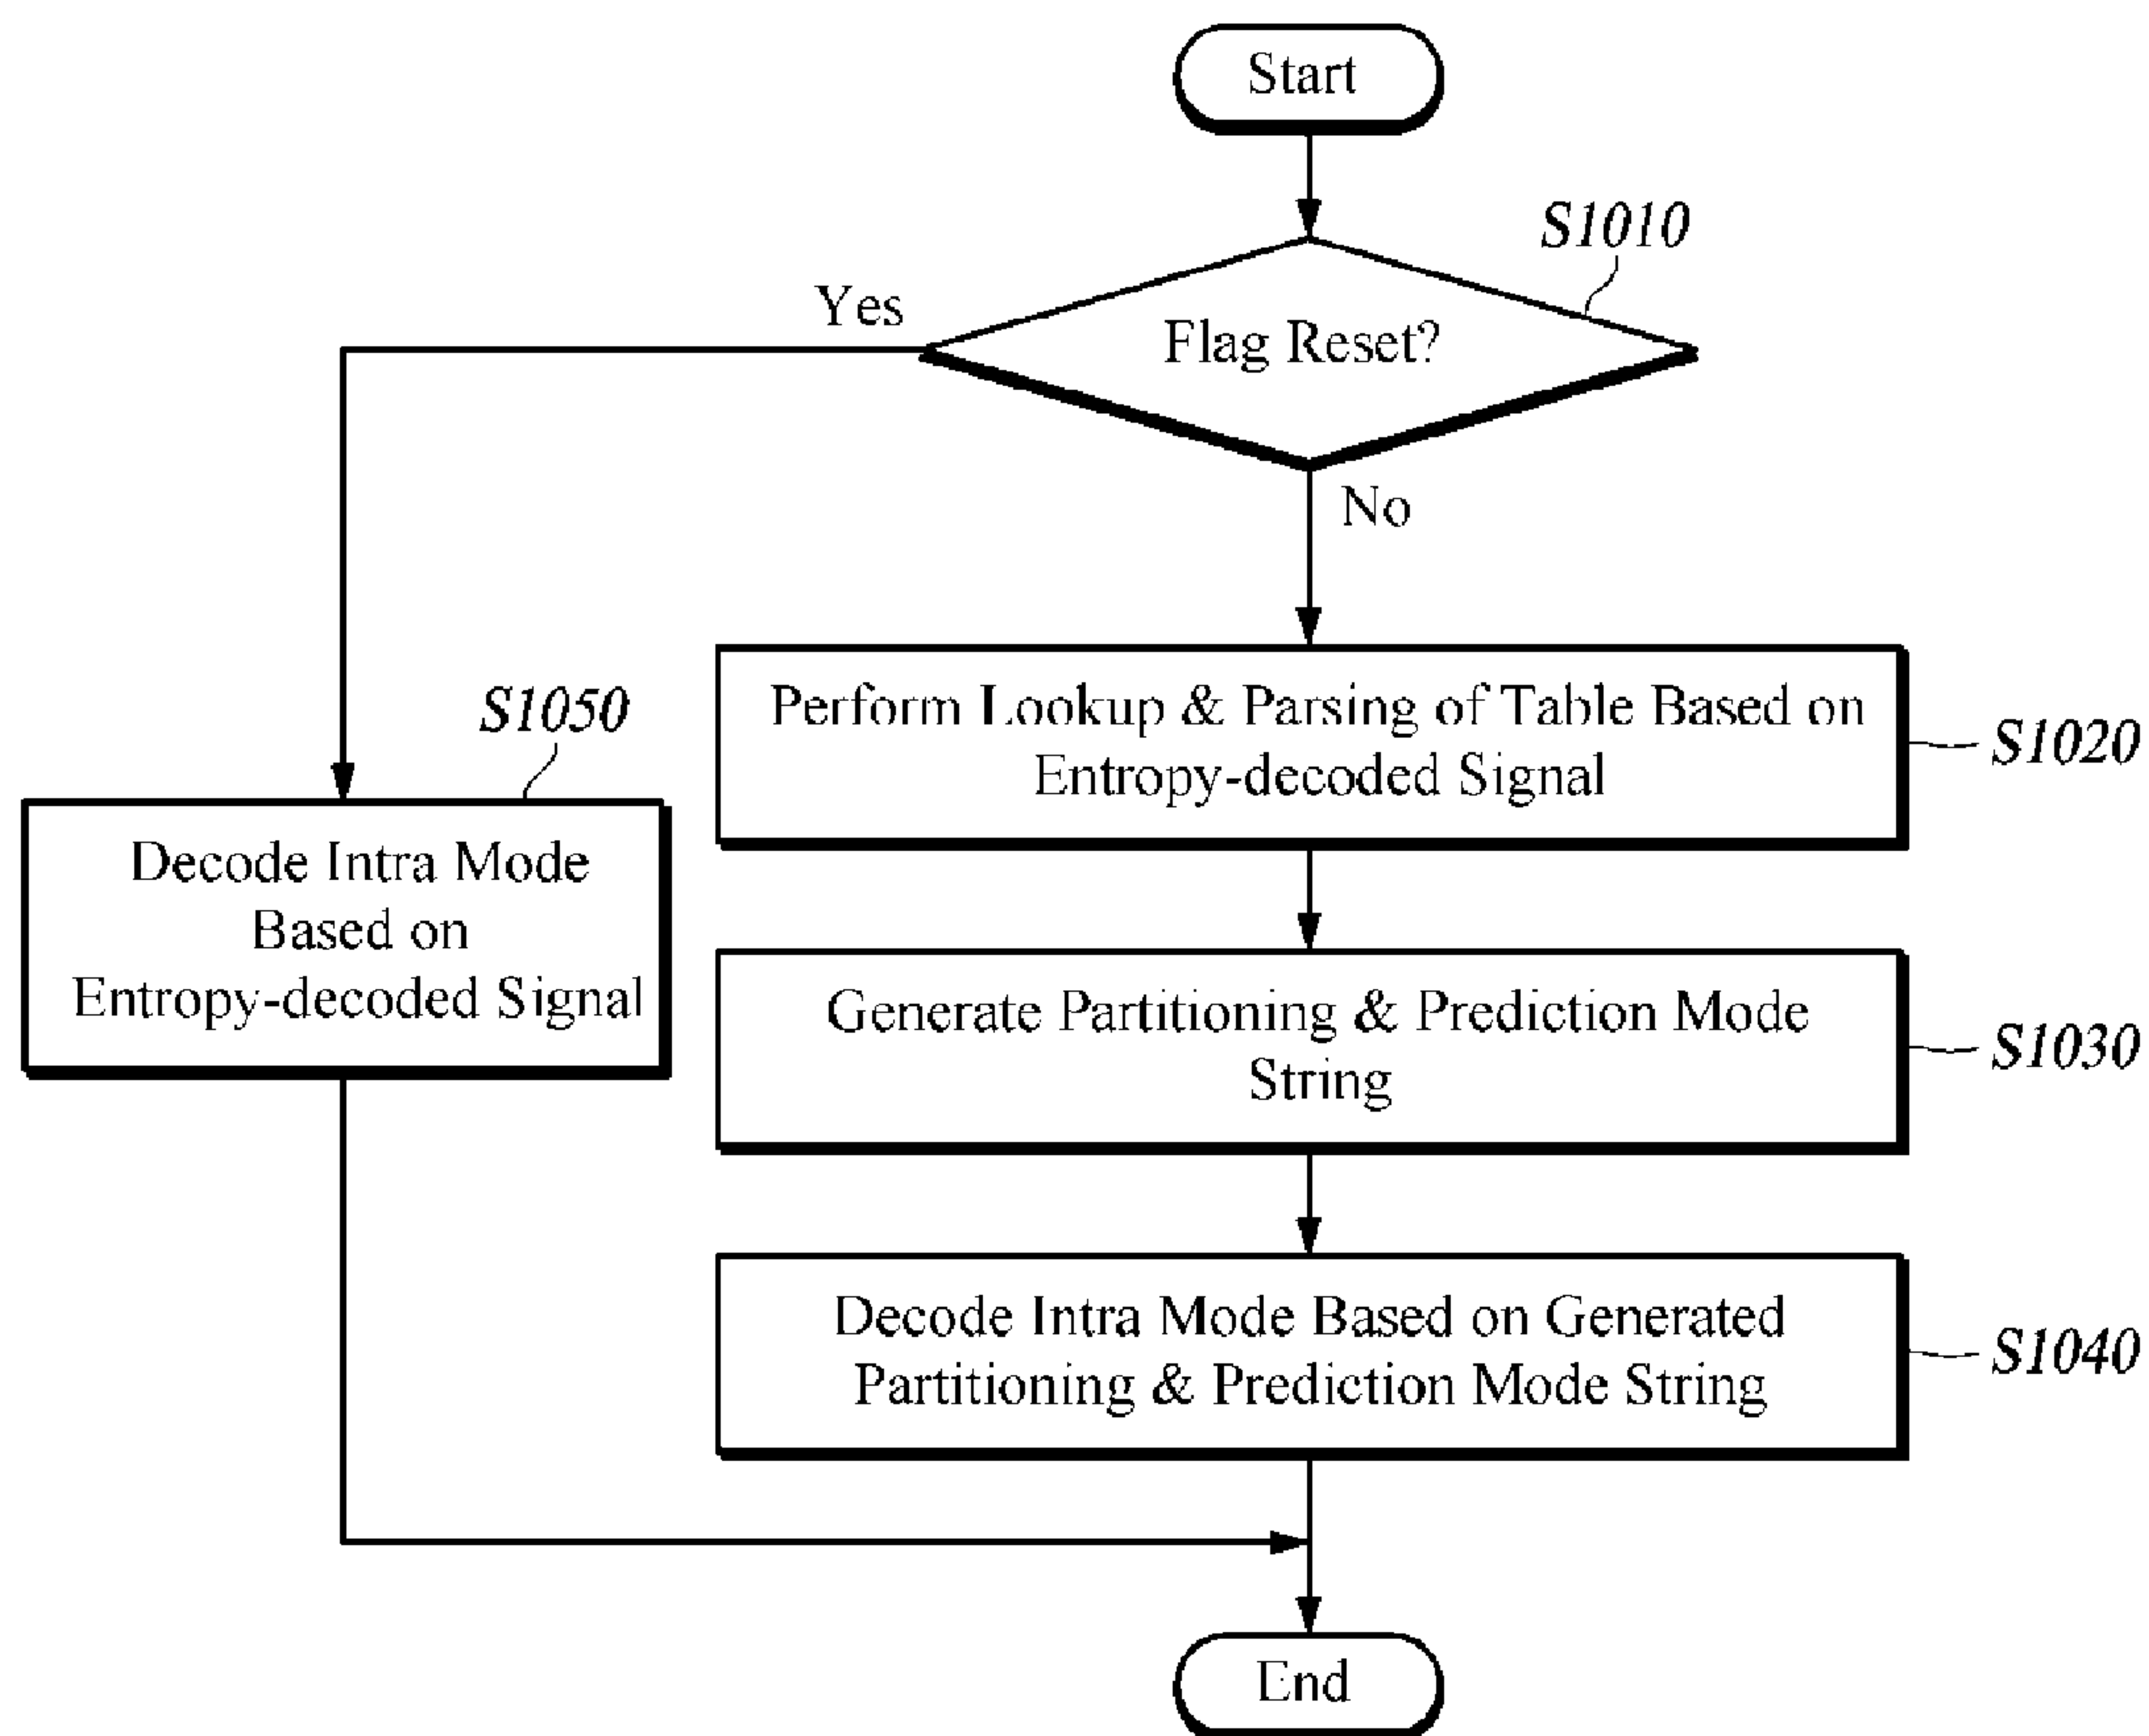 Start
S1010
Yes
Flag Reset?
No
S1050
Perform Lookup & Parsing of Table Based on
Entropy-decoded Signal
S1020
Decode Intra Mode
Based on
Entropy-decoded Signal
Generate Partitioning & Prediction Mode
String
S1030
Decode Intra Mode Based on Generated
Partitioning & Prediction Mode String
S1040
End